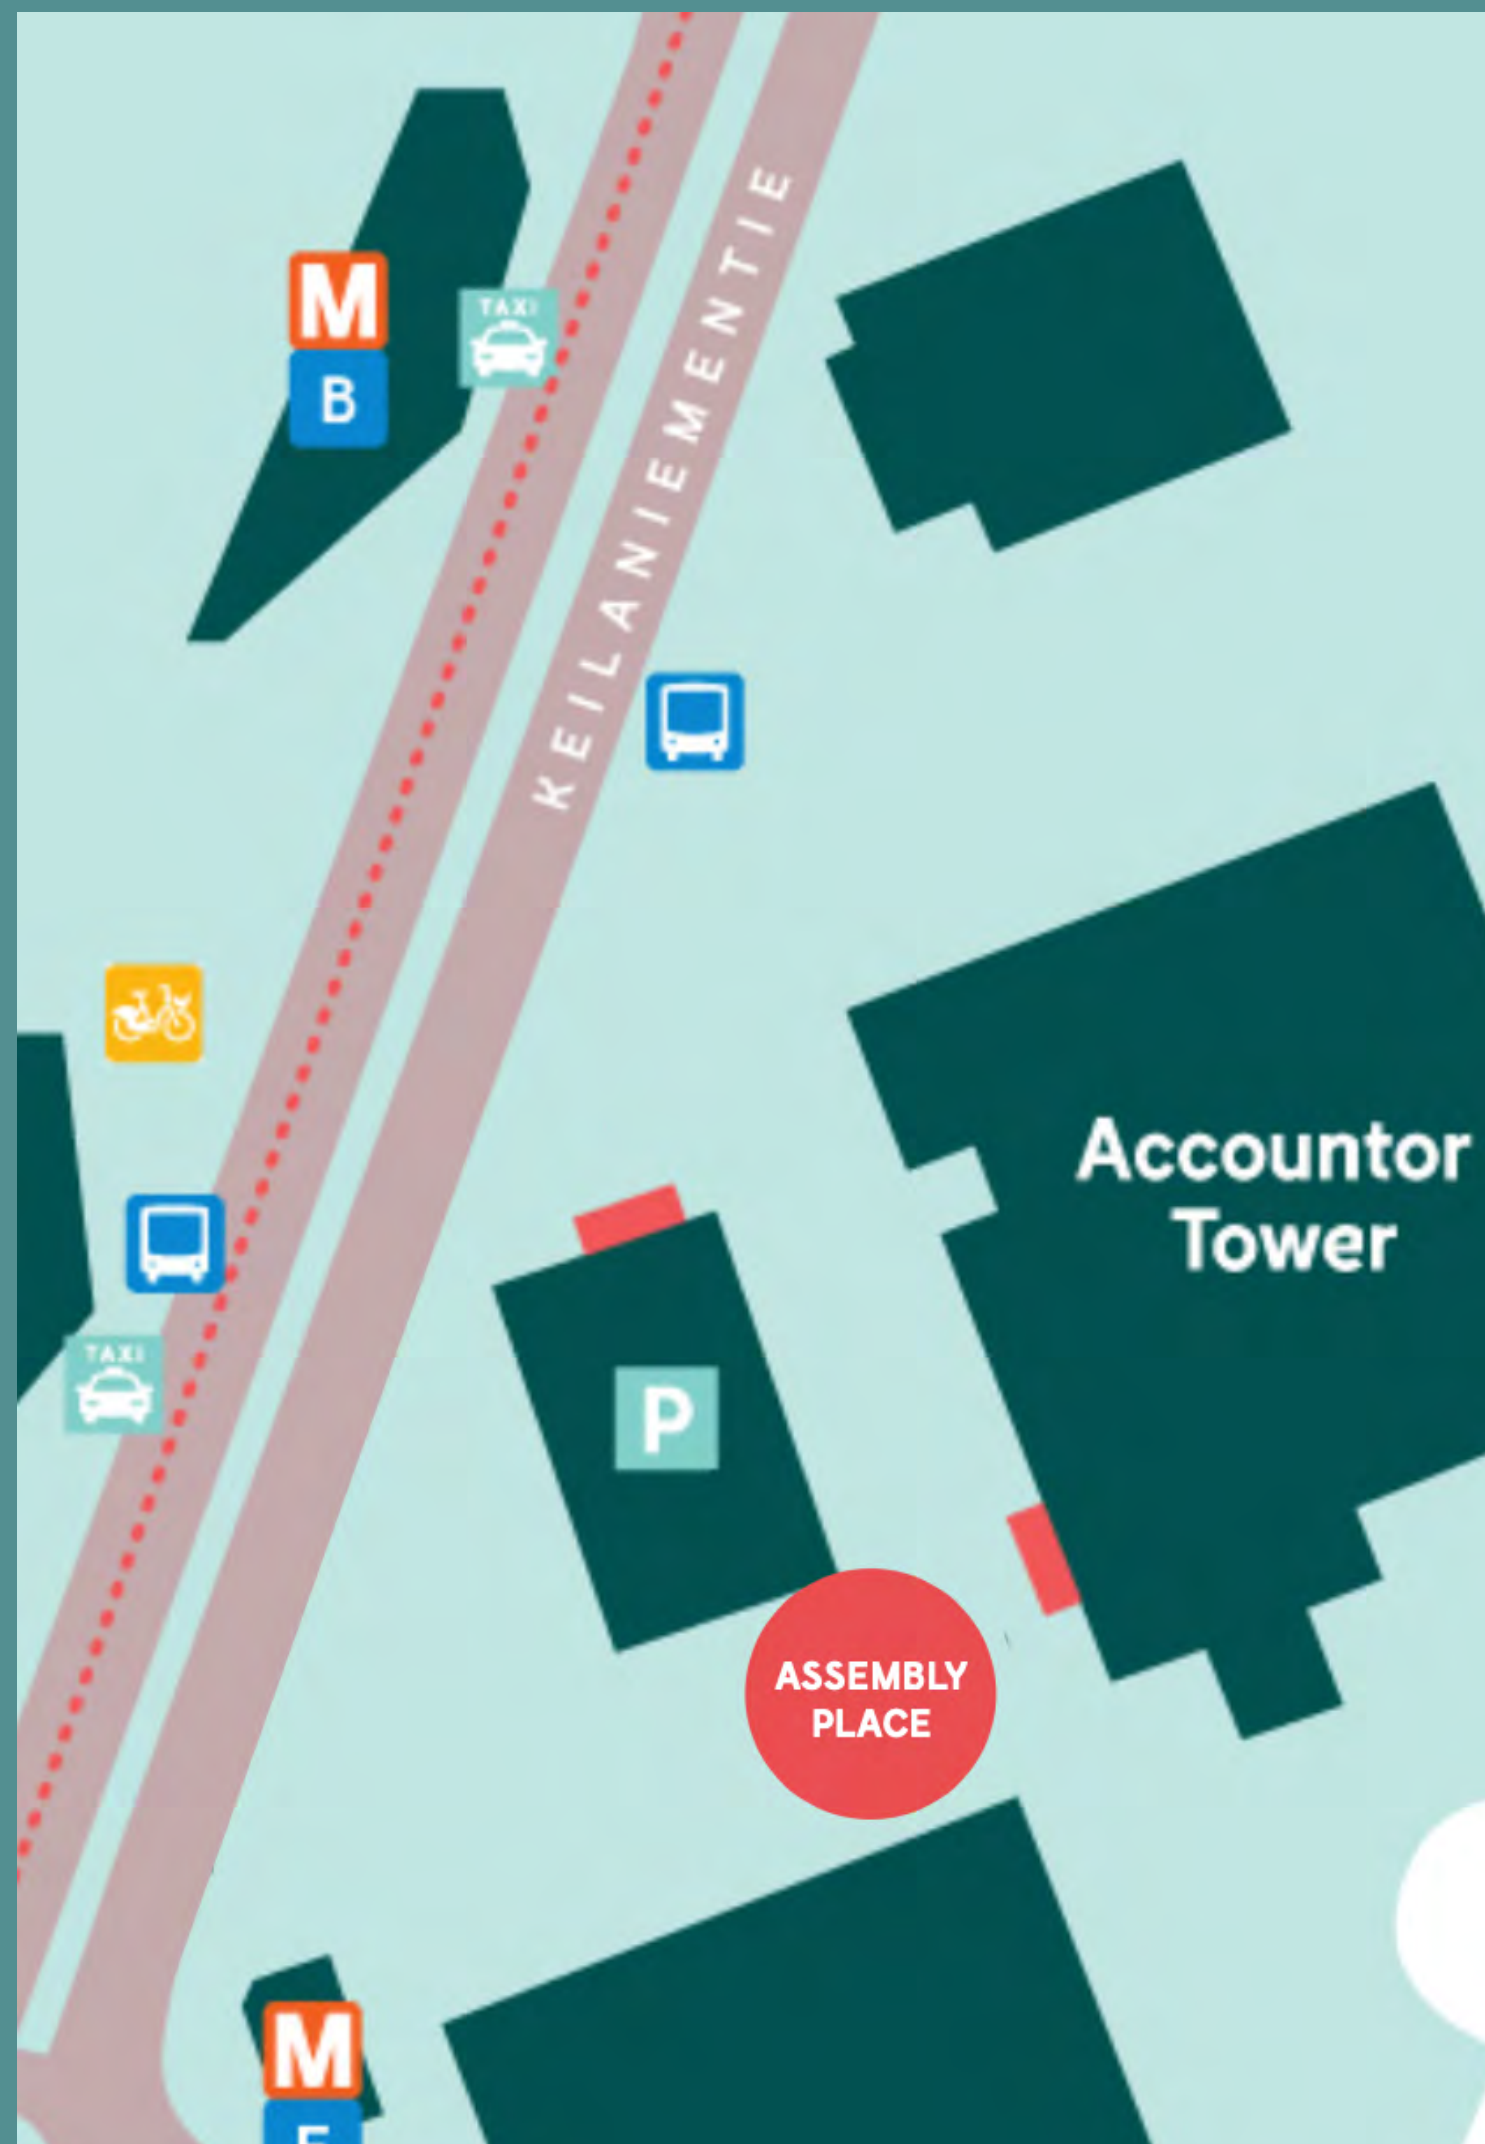 M
B
TAXI
KEILANIEMENTIE
Accountor
Tower
TAXI
P
ASSEMBLY
PLACE
M